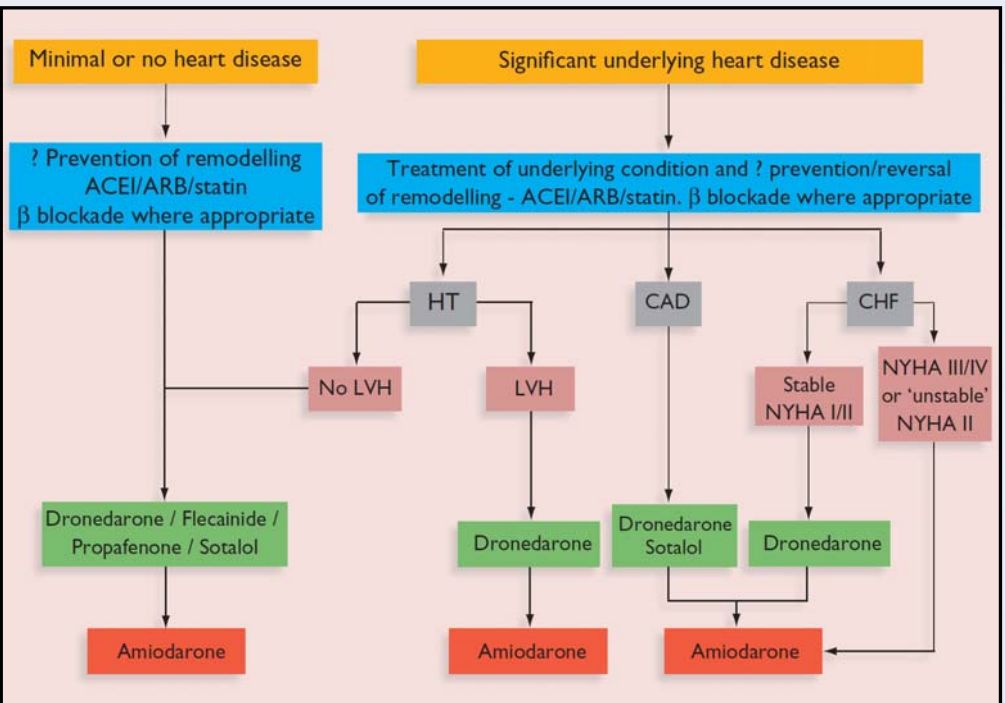 Minimal or no heart disease
Significant underlying heart disease
? Prevention of remodelling
ACEI/ARB/statin
β blockade where appropriate
Treatment of underlying condition and ? prevention/reversal
of remodelling - ACEI/ARB/statin. β blockade where appropriate
HT
CAD
CHF
No LVH
LVH
Stable
NYHA I/II
NYHA III/IV
or 'unstable'
NYHA II
Dronedarone / Flecainide /
Propafenone / Sotalol
Dronedarone
Dronedarone
Sotalol
Dronedarone
Amiodarone
Amiodarone
Amiodarone